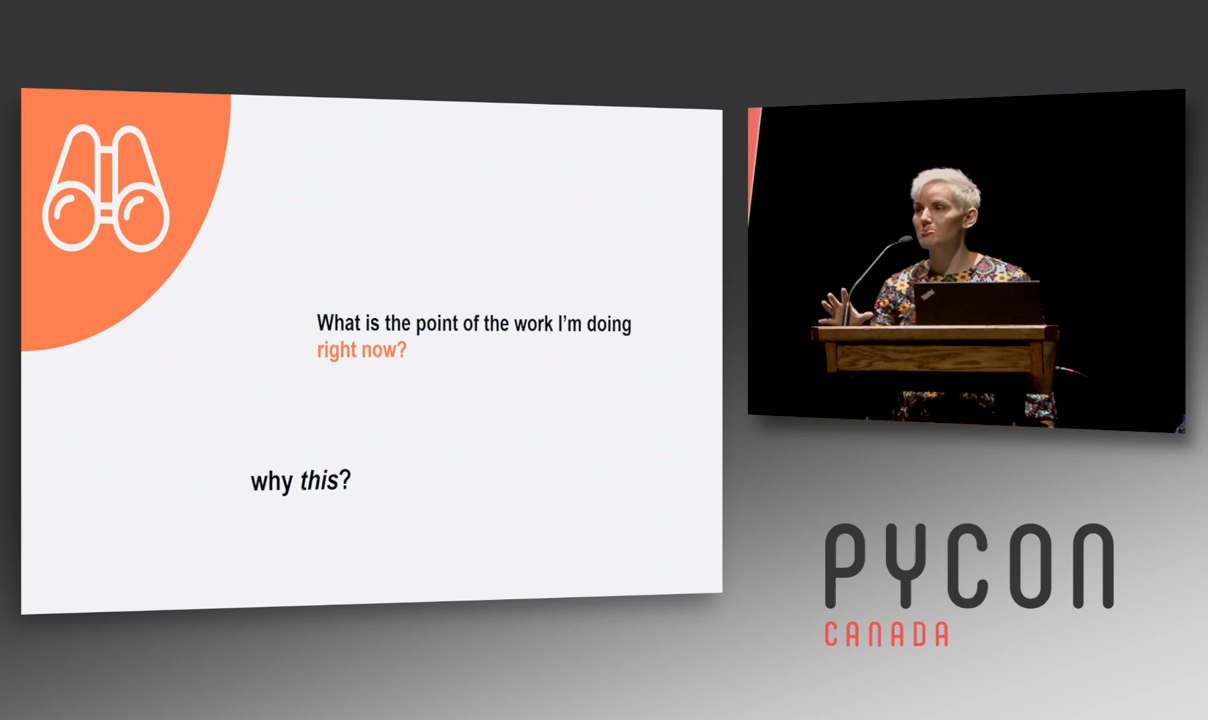 What is the point of the work I'm doing
right now?
why this?
PYCON
CANADA